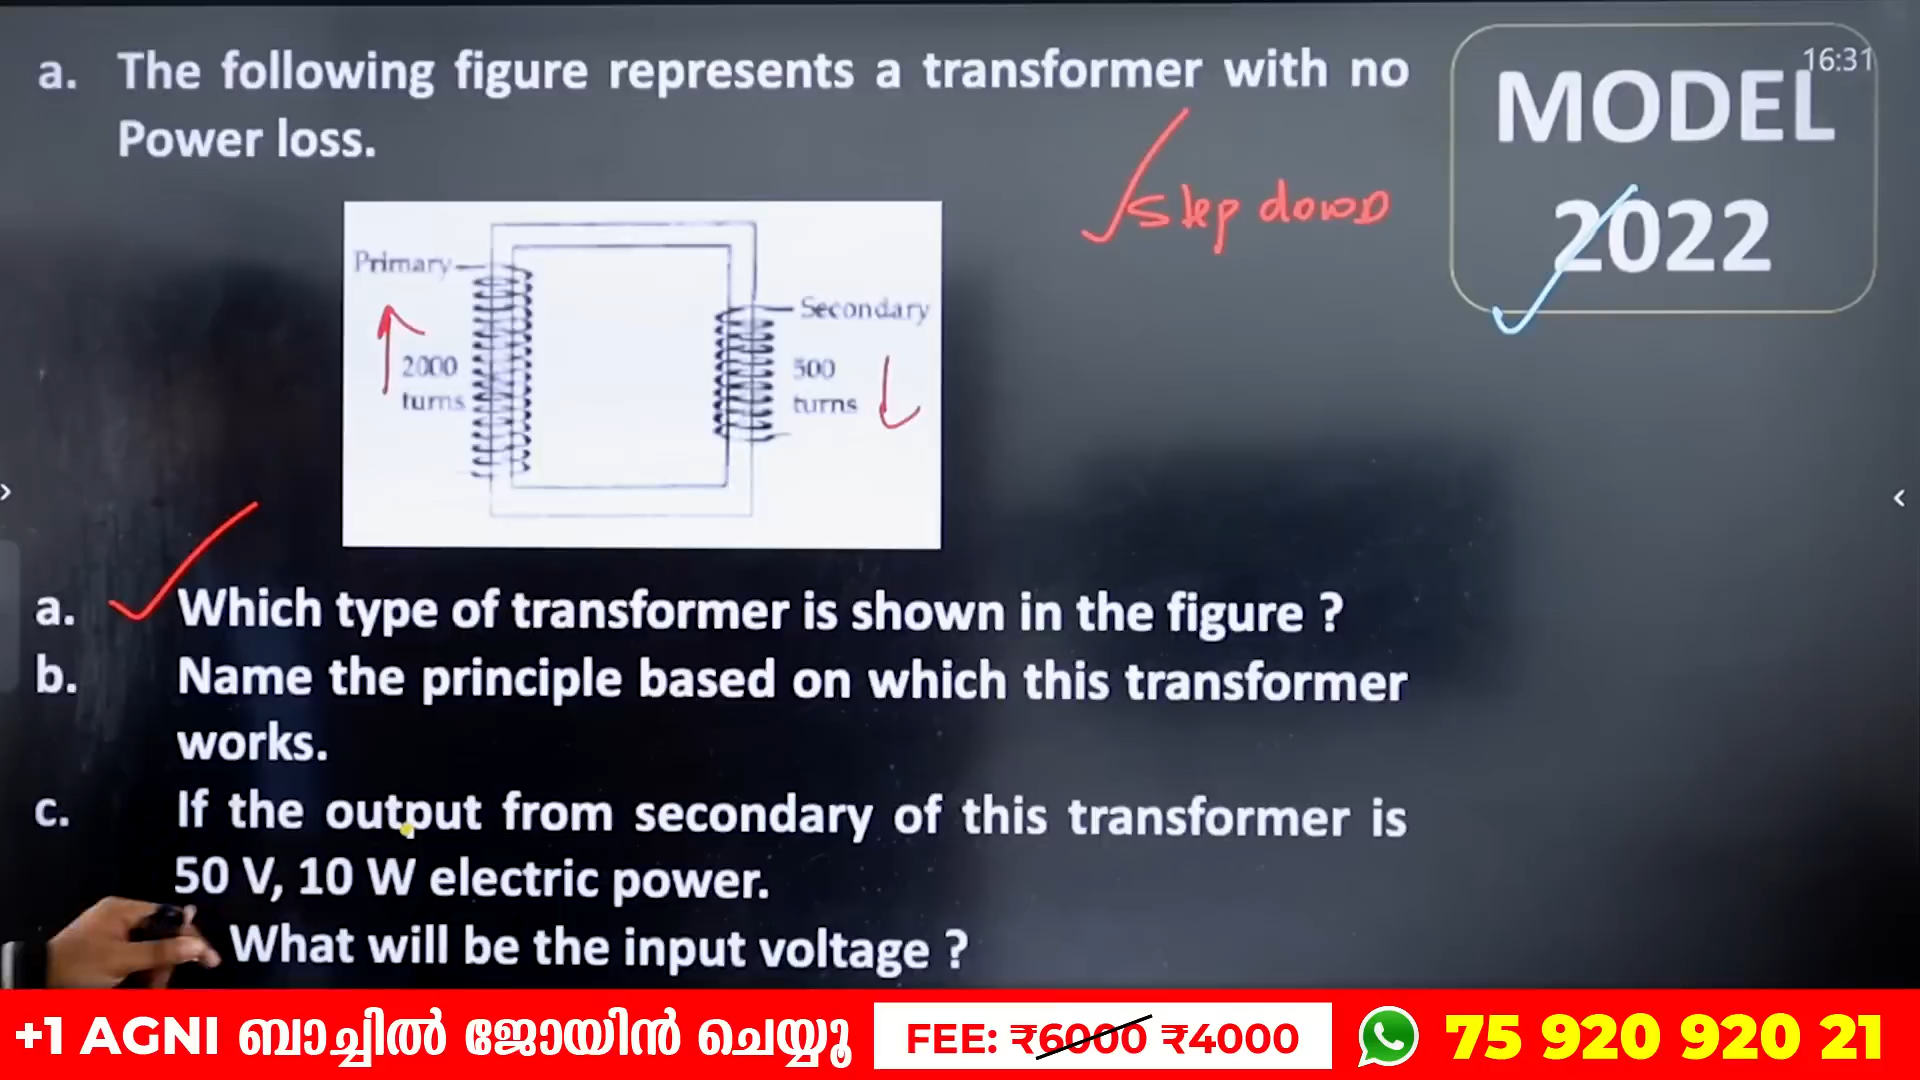 a. The following figure represents a transformer with no
Power loss.
MODEL
2022
16:31
step down
Primary
2000
turns
Secondary
500
turns
a. Which type of transformer is shown in the figure ?
b. Name the principle based on which this transformer
works.
c. If the output from secondary of this transformer is
50 V, 10 W electric power.
What will be the input voltage ?
+1 AGNI ബാച്ചിൽ ജോയിൻ ചെയ്യൂ
FEE: ₹6000 ₹4000
75 920 920 21